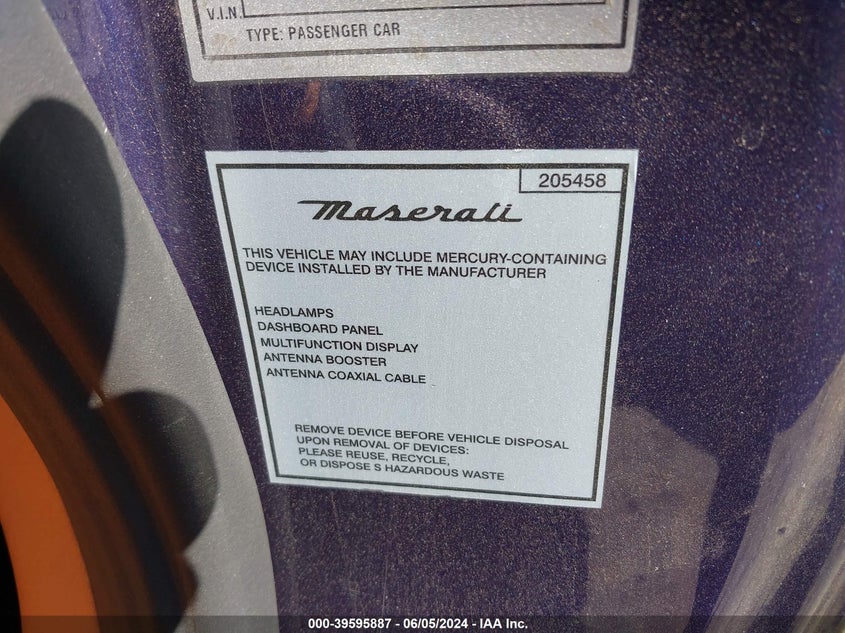 V.I.N.
TYPE: PASSENGER CAR
205458
Maserati
THIS VEHICLE MAY INCLUDE MERCURY-CONTAINING
DEVICE INSTALLED BY THE MANUFACTURER
HEADLAMPS
DASHBOARD PANEL
MULTIFUNCTION DISPLAY
ANTENNA BOOSTER
ANTENNA COAXIAL CABLE
REMOVE DEVICE BEFORE VEHICLE DISPOSAL
UPON REMOVAL OF DEVICES:
PLEASE REUSE, RECYCLE,
OR DISPOSE S HAZARDOUS WASTE
000-39595887 - 06/05/2024 - IAA Inc.